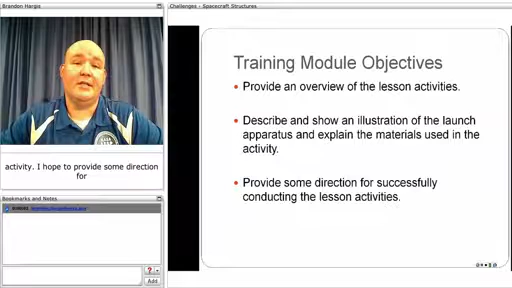 Brandon Hargis
Challenges - Spacecraft Structures
Training Module Objectives
• Provide an overview of the lesson activities.
• Describe and show an illustration of the launch
apparatus and explain the materials used in the
activity.
• Provide some direction for successfully
conducting the lesson activities.
activity. I hope to provide some direction for
Bookmarks and Notes
?
Add